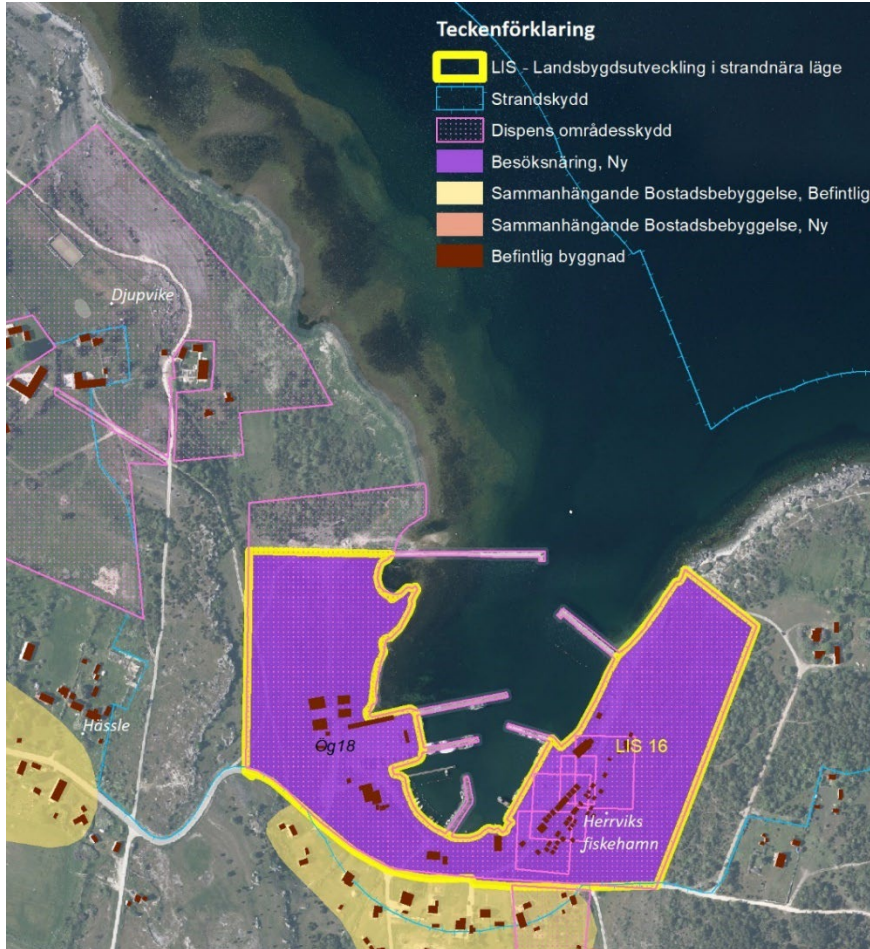 Teckenförklaring
LIS - Landsbygdsutveckling i strandnära läge
Strandskydd
Dispens områdesskydd
Besöksnäring, Ny
Sammanhängande Bostadsbebyggelse, Befintlig
Sammanhängande Bostadsbebyggelse, Ny
Befintlig byggnad
Djupvike
Hässle
Ög18
LIS 16
Herrviks
fiskehamn